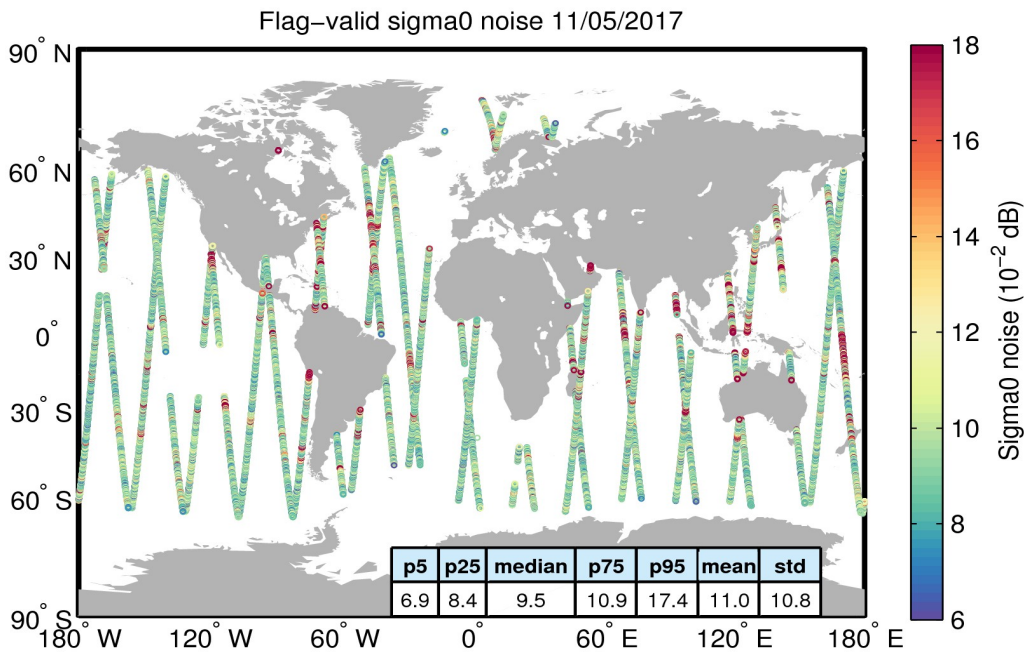 Flag−valid sigma0 noise 11/05/2017
90° N
60° N
30° N
0°
30° S
60° S
90° S
180° W
120° W
60° W
0°
60° E
120° E
180° E
p5 p25 median p75 p95 mean std
6.9 8.4 9.5 10.9 17.4 11.0 10.8
18
16
14
12
10
8
6
Sigma0 noise (10−2 dB)